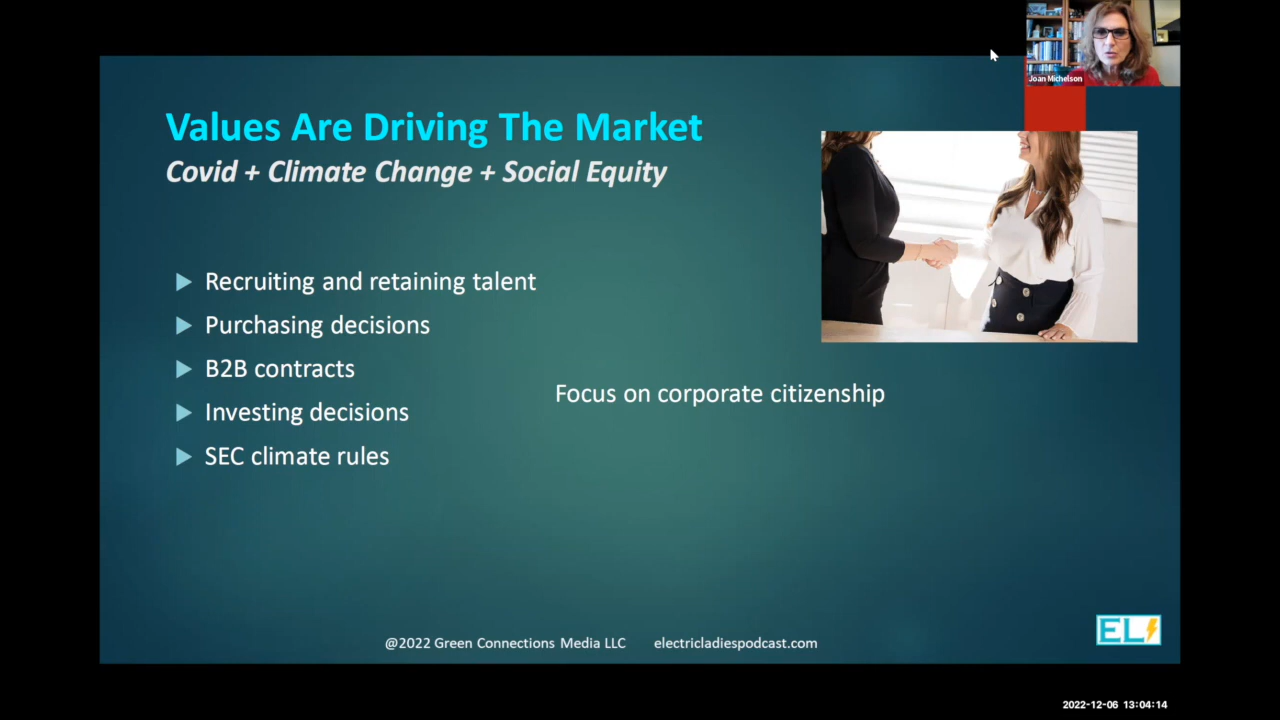 Joan Michelson
Values Are Driving The Market
Covid + Climate Change + Social Equity
Recruiting and retaining talent
Purchasing decisions
B2B contracts
Investing decisions
SEC climate rules
Focus on corporate citizenship
@2022 Green Connections Media LLC electricladiespodcast.com
EL
2022-12-06 13:04:14